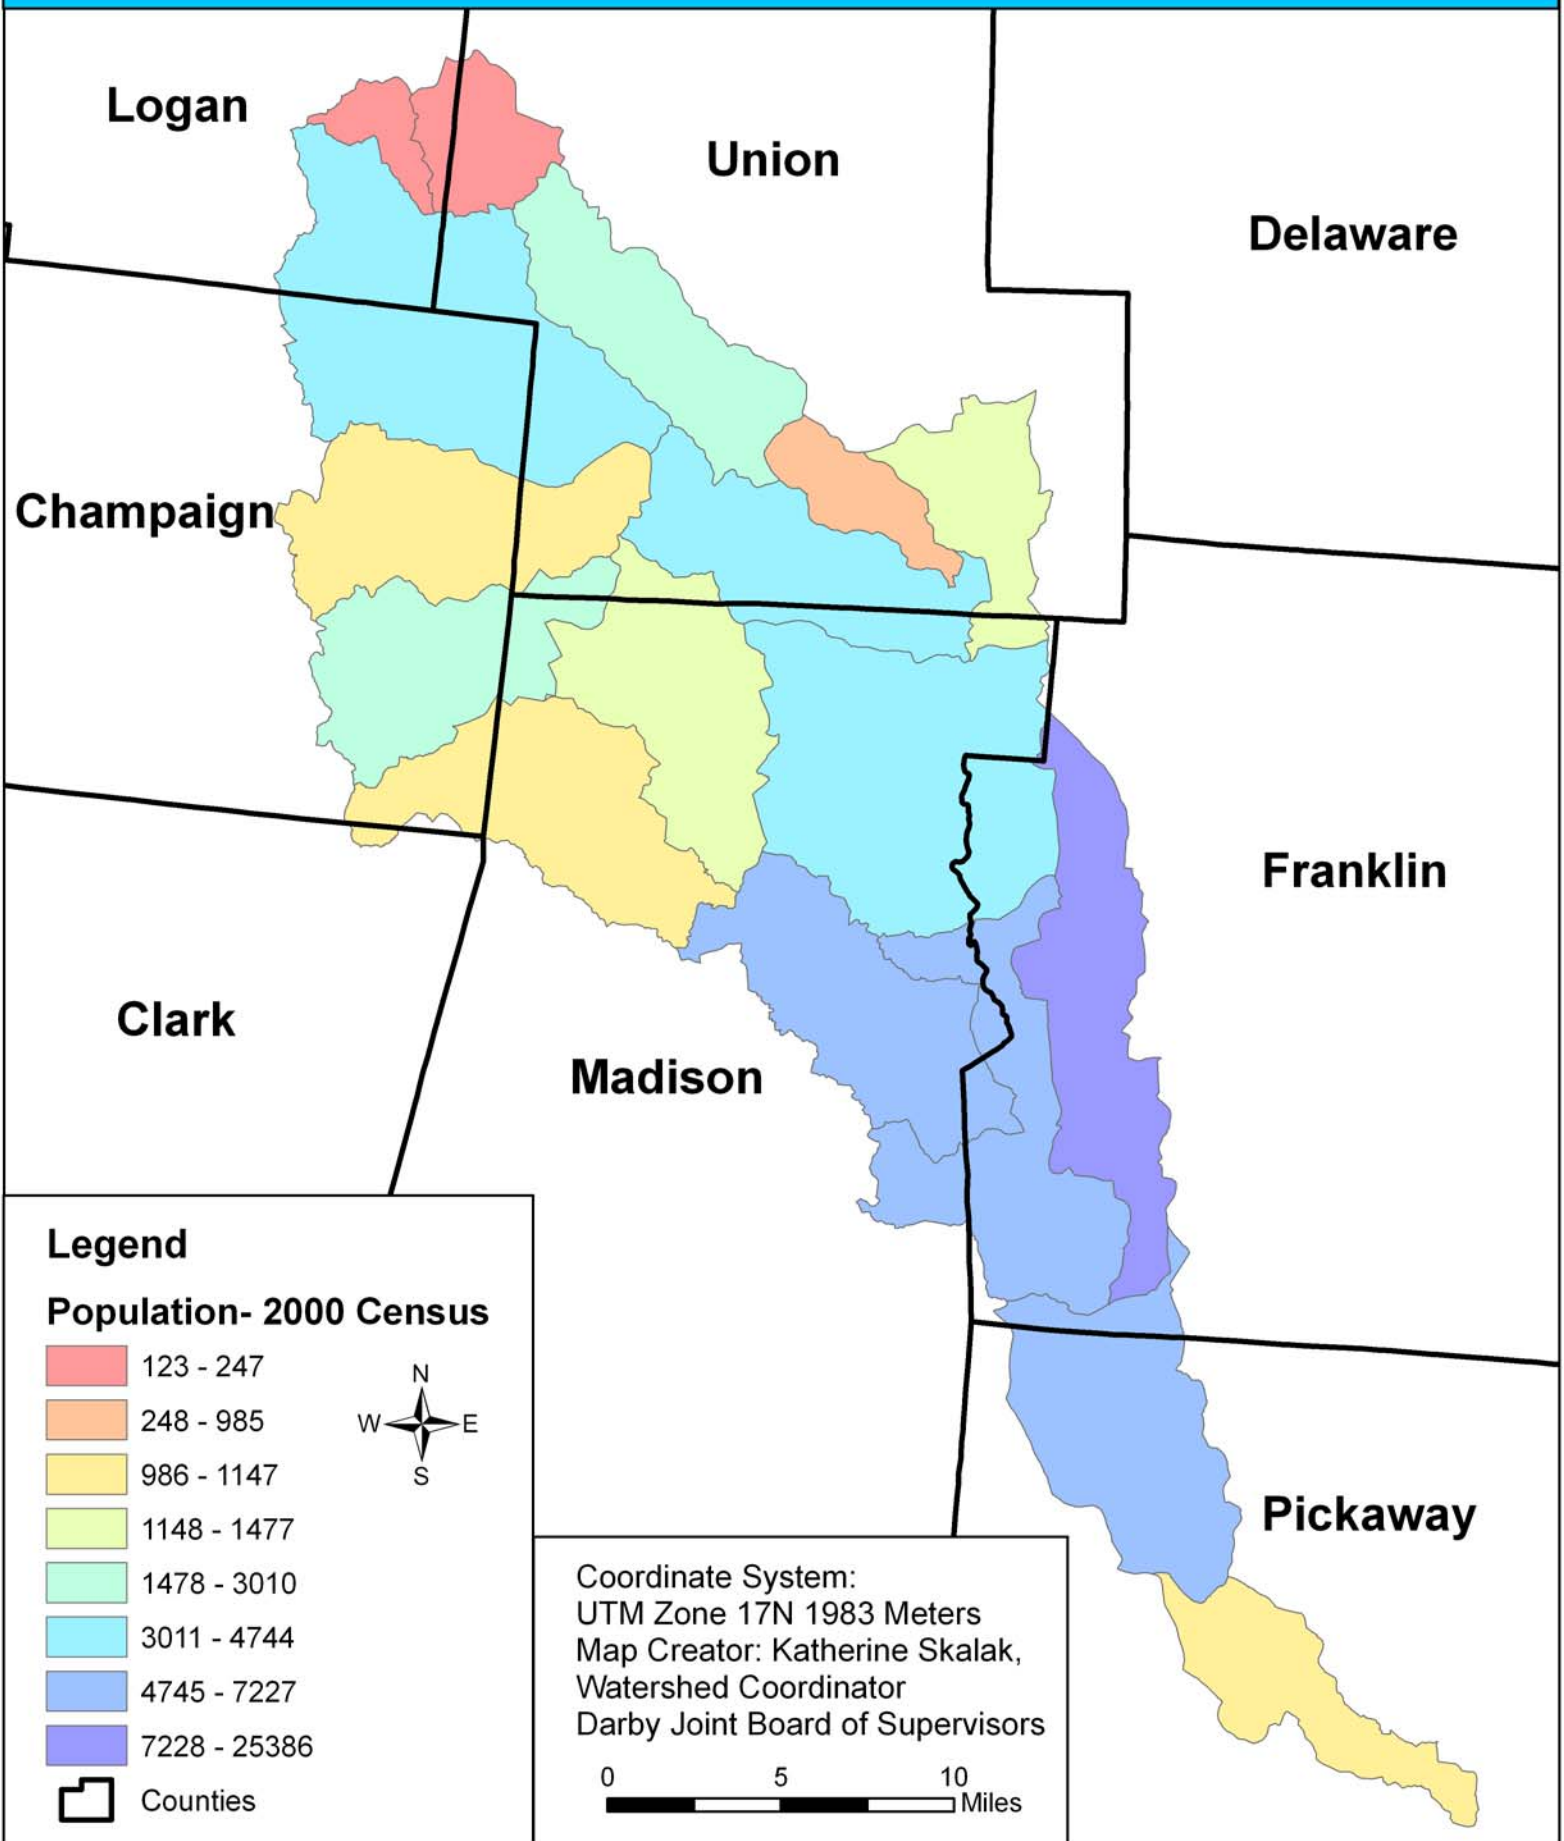 Logan
Union
Delaware
Champaign
Franklin
Clark
Madison
Pickaway
Legend
Population- 2000 Census
123 - 247
248 - 985
986 - 1147
1148 - 1477
1478 - 3010
3011 - 4744
4745 - 7227
7228 - 25386
Counties
N
W E
S
Coordinate System:
UTM Zone 17N 1983 Meters
Map Creator: Katherine Skalak,
Watershed Coordinator
Darby Joint Board of Supervisors
0 5 10
Miles